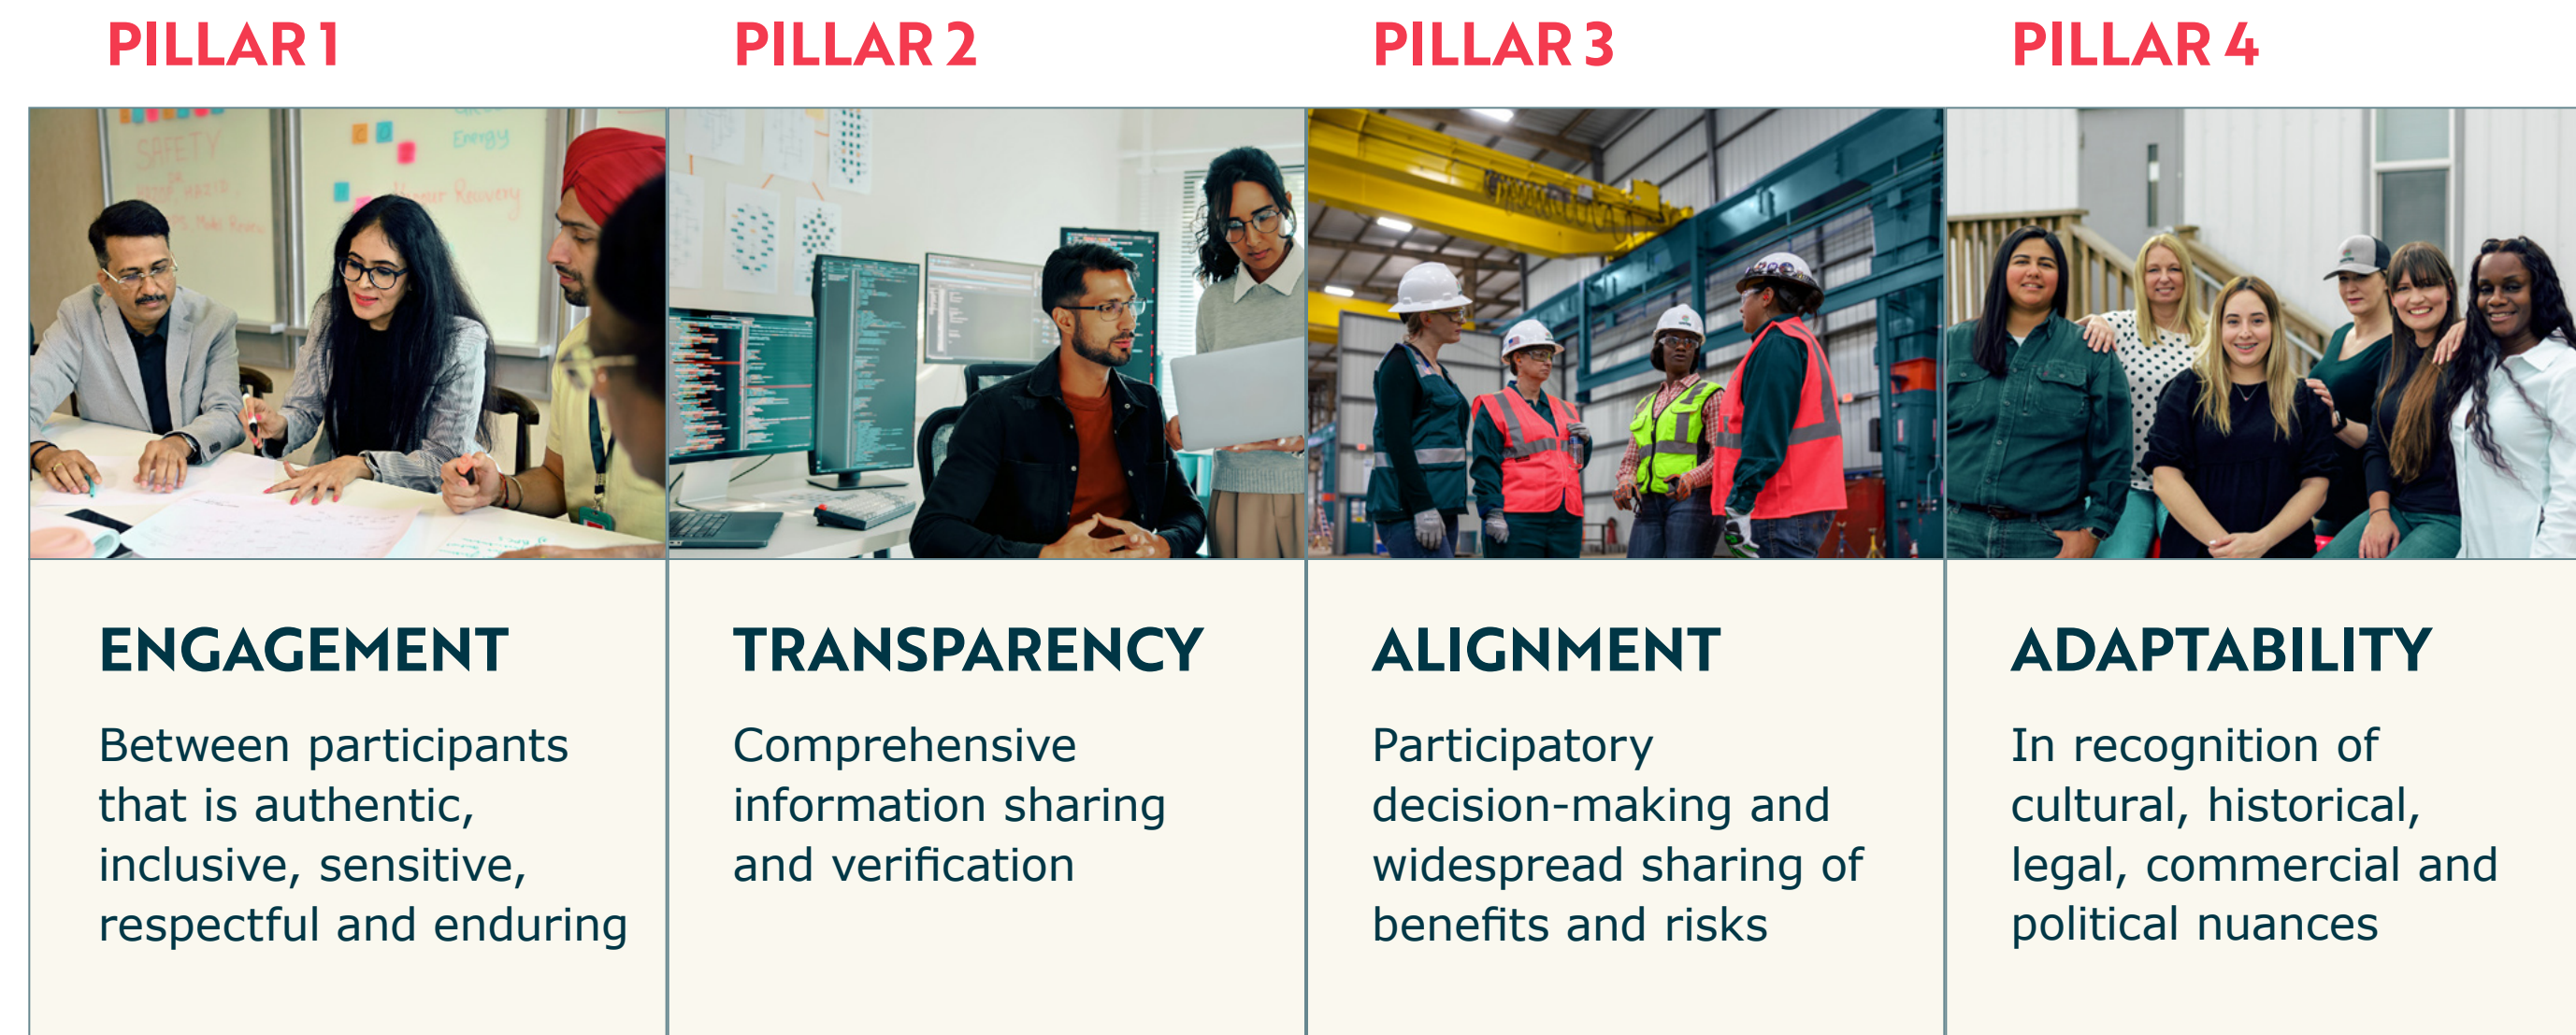 PILLAR 1
PILLAR 2
PILLAR 3
PILLAR 4
SAFETY
Energy
Recovery
ENGAGEMENT
Between participants
that is authentic,
inclusive, sensitive,
respectful and enduring
TRANSPARENCY
Comprehensive
information sharing
and verification
ALIGNMENT
Participatory
decision-making and
widespread sharing of
benefits and risks
ADAPTABILITY
In recognition of
cultural, historical,
legal, commercial and
political nuances